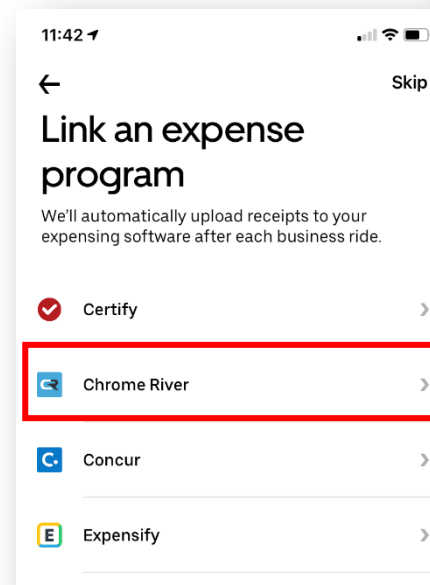 11:42
Skip
Link an expense
program
We'll automatically upload receipts to your
expensing software after each business ride.
Certify
CR Chrome River
C. Concur
E Expensify